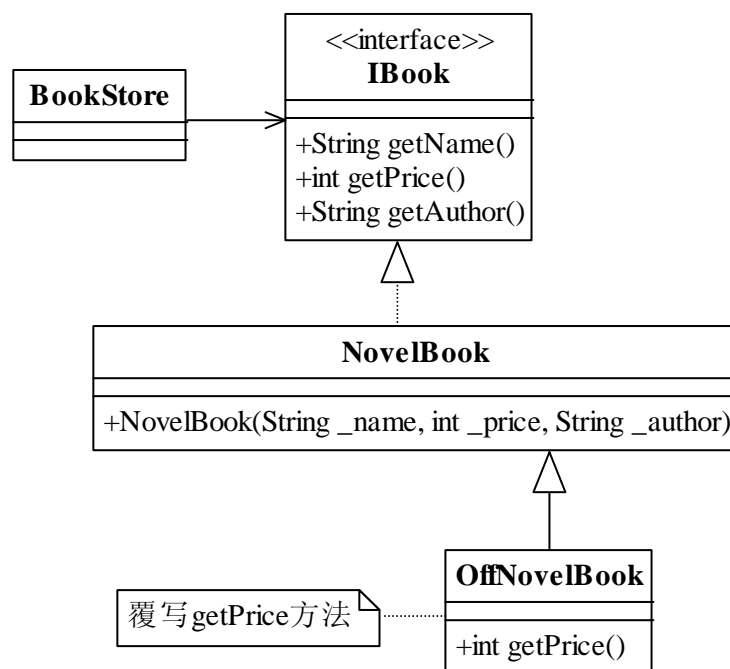 <<interface>>
IBook
BookStore
+String getName()
+int getPrice()
+String getAuthor()
NovelBook
+NovelBook(String _name, int _price, String _author)
OffNovelBook
覆写getPrice方法
+int getPrice()